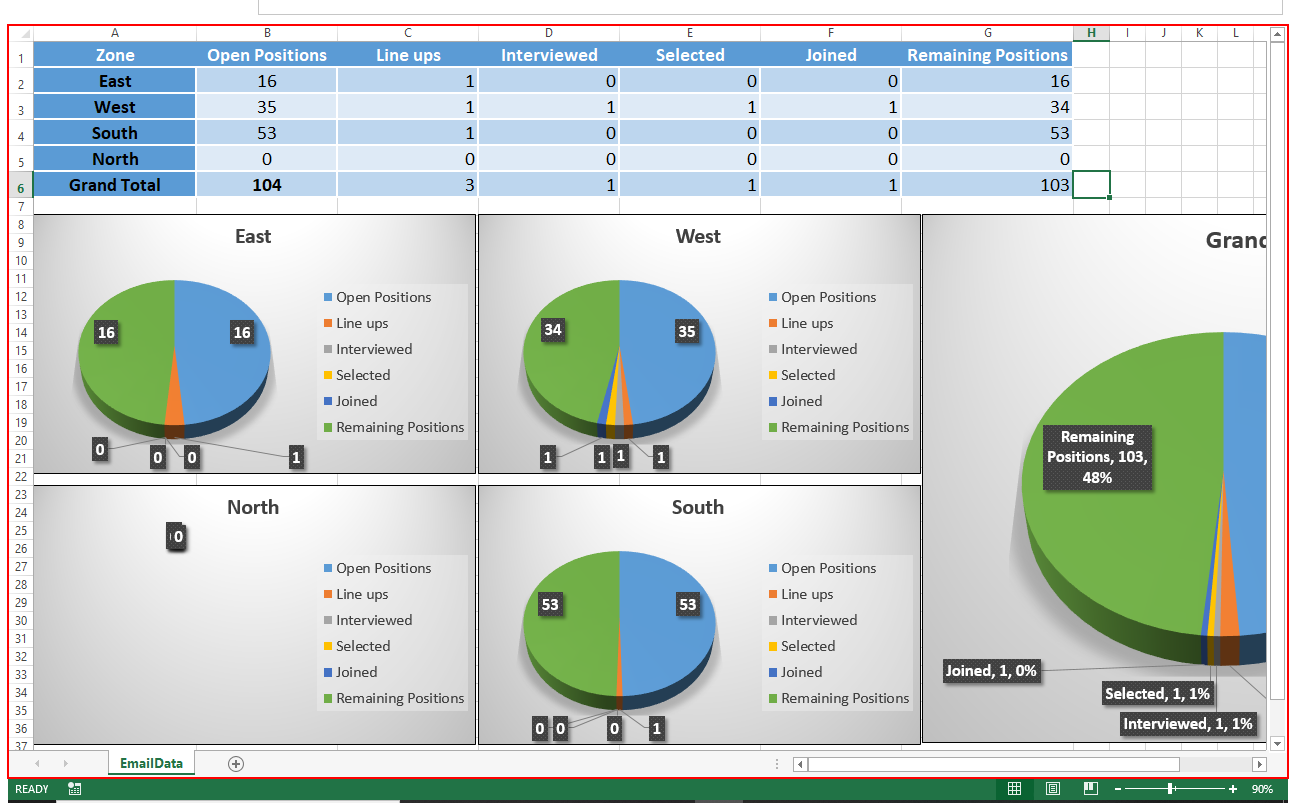 A B C D E F G H I J K L
1 Zone Open Positions Line ups Interviewed Selected Joined Remaining Positions
2 East 16 1 0 0 0 16
3 West 35 1 1 1 1 34
4 South 53 1 0 0 0 53
5 North 0 0 0 0 0 0
6 Grand Total 104 3 1 1 1 103
7
8
9
10
11
12
13
14
15
16
17
18
19
20
21
22
23
24
25
26
27
28
29
30
31
32
33
34
35
36
37
East
16
16
0
0
0
1
Open Positions
Line ups
Interviewed
Selected
Joined
Remaining Positions
West
34
35
1
1
1
1
Open Positions
Line ups
Interviewed
Selected
Joined
Remaining Positions
Grand
Remaining
Positions, 103,
48%
Joined, 1, 0%
Selected, 1, 1%
Interviewed, 1, 1%
North
0
Open Positions
Line ups
Interviewed
Selected
Joined
Remaining Positions
South
53
53
0
0
0
1
Open Positions
Line ups
Interviewed
Selected
Joined
Remaining Positions
EmailData
READY
90%